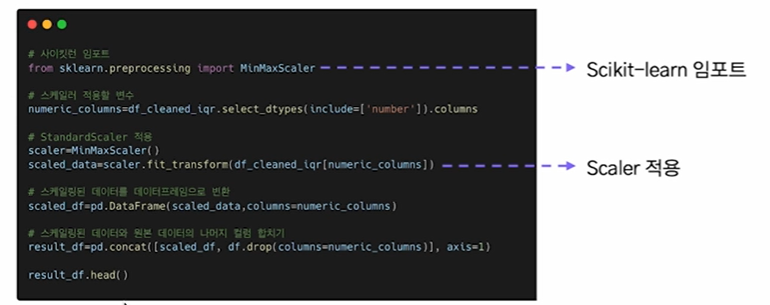 # 사이킷런 임포트
from sklearn.preprocessing import MinMaxScaler
Scikit-learn 임포트
# 스케일러 적용할 변수
numeric_columns=df_cleaned_iqr.select_dtypes(include=['number']).columns
# StandardScaler 적용
scaler=MinMaxScaler()
scaled_data=scaler.fit_transform(df_cleaned_iqr[numeric_columns])
Scaler 적용
# 스케일링된 데이터를 데이터프레임으로 변환
scaled_df=pd.DataFrame(scaled_data,columns=numeric_columns)
# 스케일링된 데이터와 원본 데이터의 나머지 컬럼 합치기
result_df=pd.concat([scaled_df, df.drop(columns=numeric_columns)], axis=1)
result_df.head()